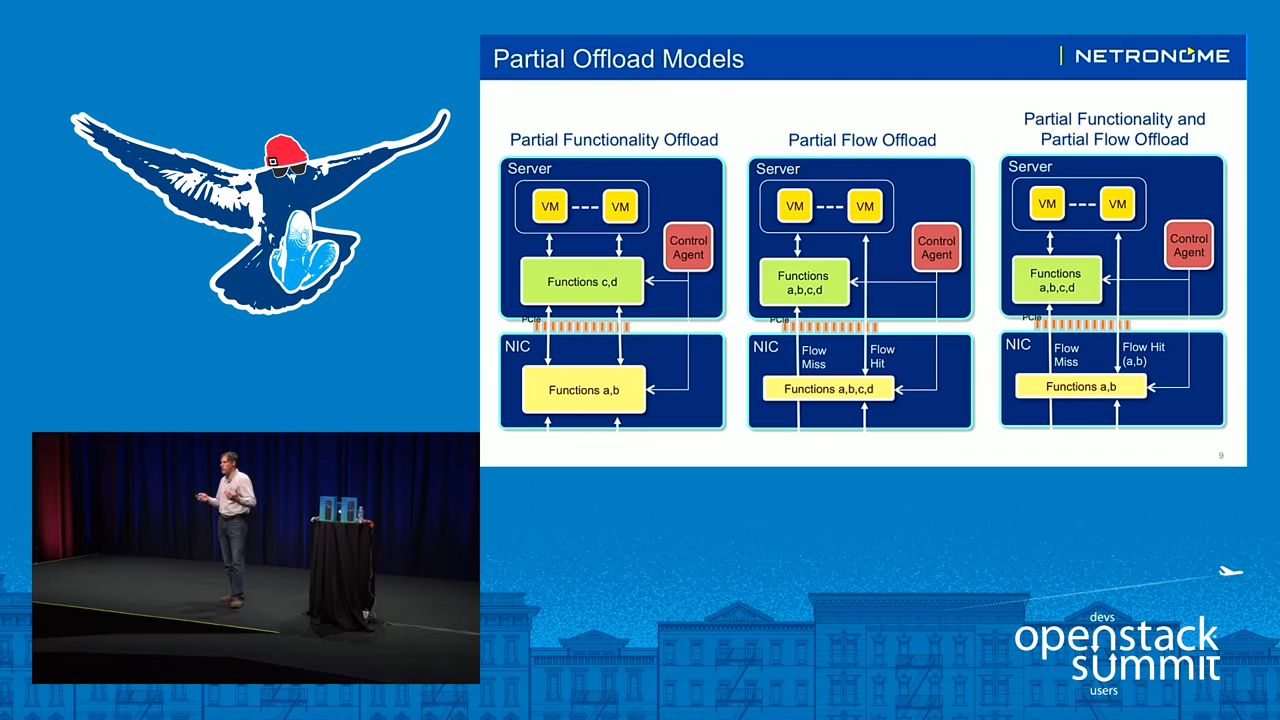 Partial Offload Models
NETRONOME
Partial Functionality Offload
Server
VM
VM
Control
Agent
Functions c,d
PCIe
NIC
Functions a,b
Partial Flow Offload
Server
VM
VM
Control
Agent
Functions
a,b,c,d
PCIe
NIC
Flow
Miss
Flow
Hit
Functions a,b,c,d
Partial Functionality and
Partial Flow Offload
Server
VM
VM
Control
Agent
Functions
a,b,c,d
PCIe
NIC
Flow
Miss
Flow Hit
(a,b)
Functions a,b
9
devs
openstack
summit
users